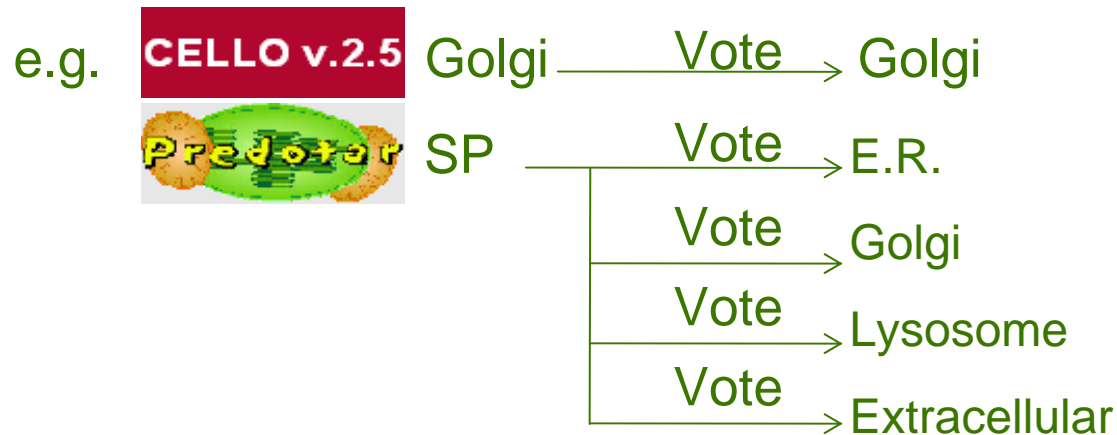 e.g. CELLO v.2.5 Golgi Vote Golgi
Predotar SP Vote E.R.
Vote Golgi
Vote Lysosome
Vote Extracellular